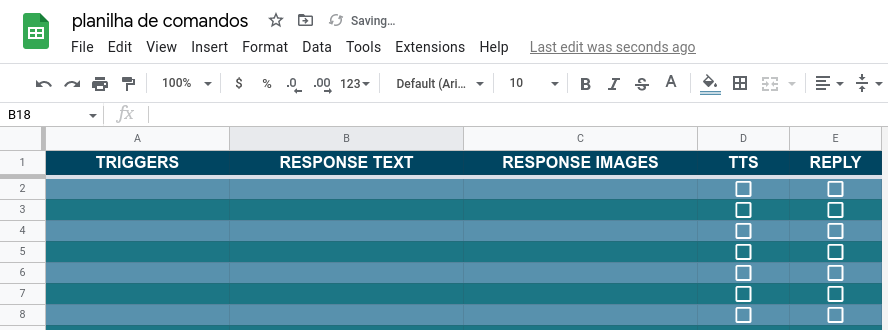 planilha de comandos Saving…
File Edit View Insert Format Data Tools Extensions Help Last edit was seconds ago
100% $ % .0 .00 123 Default (Ari... 10 B I S A
B18 fx
A B C D E
1 TRIGGERS RESPONSE TEXT RESPONSE IMAGES TTS REPLY
2
3
4
5
6
7
8